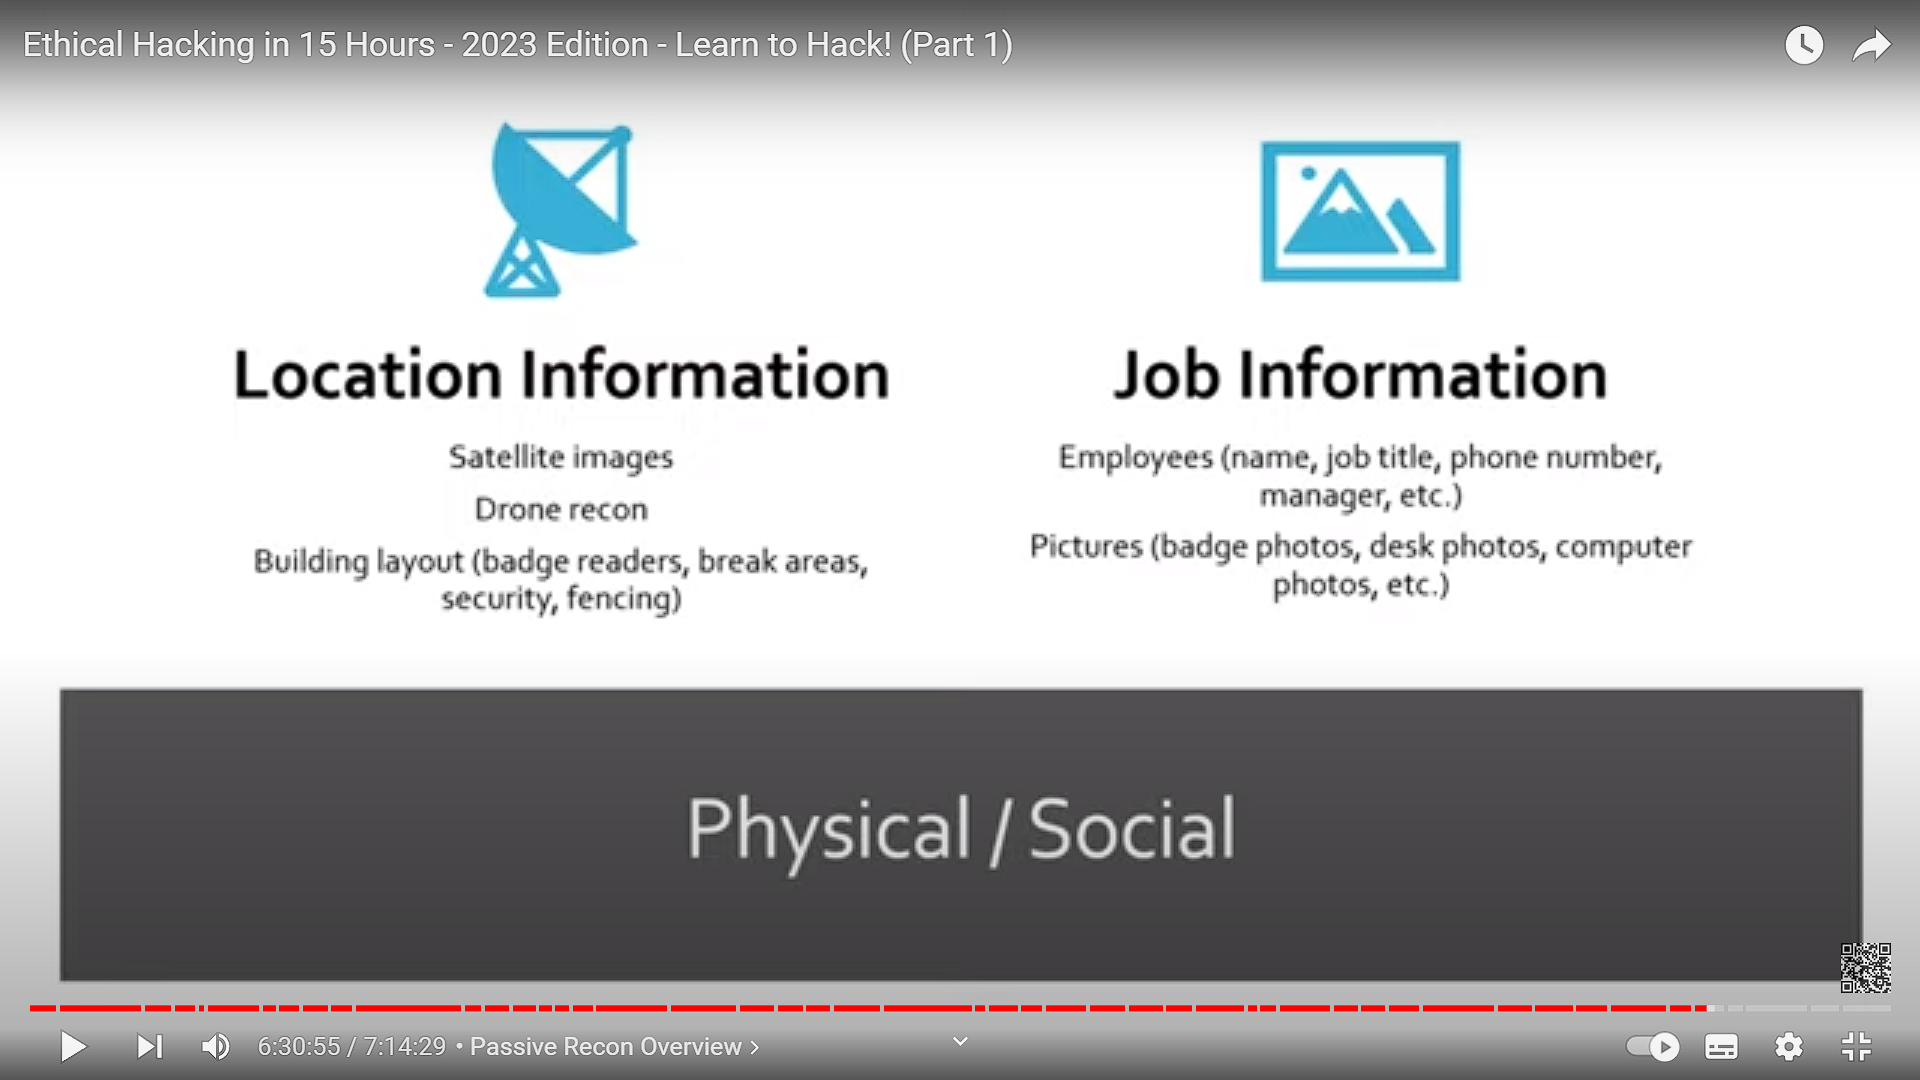 Ethical Hacking in 15 Hours - 2023 Edition - Learn to Hack! (Part 1)
Location Information
Satellite images
Drone recon
Building layout (badge readers, break areas,
security, fencing)
Job Information
Employees (name, job title, phone number,
manager, etc.)
Pictures (badge photos, desk photos, computer
photos, etc.)
Physical / Social
6:30:55 / 7:14:29 • Passive Recon Overview